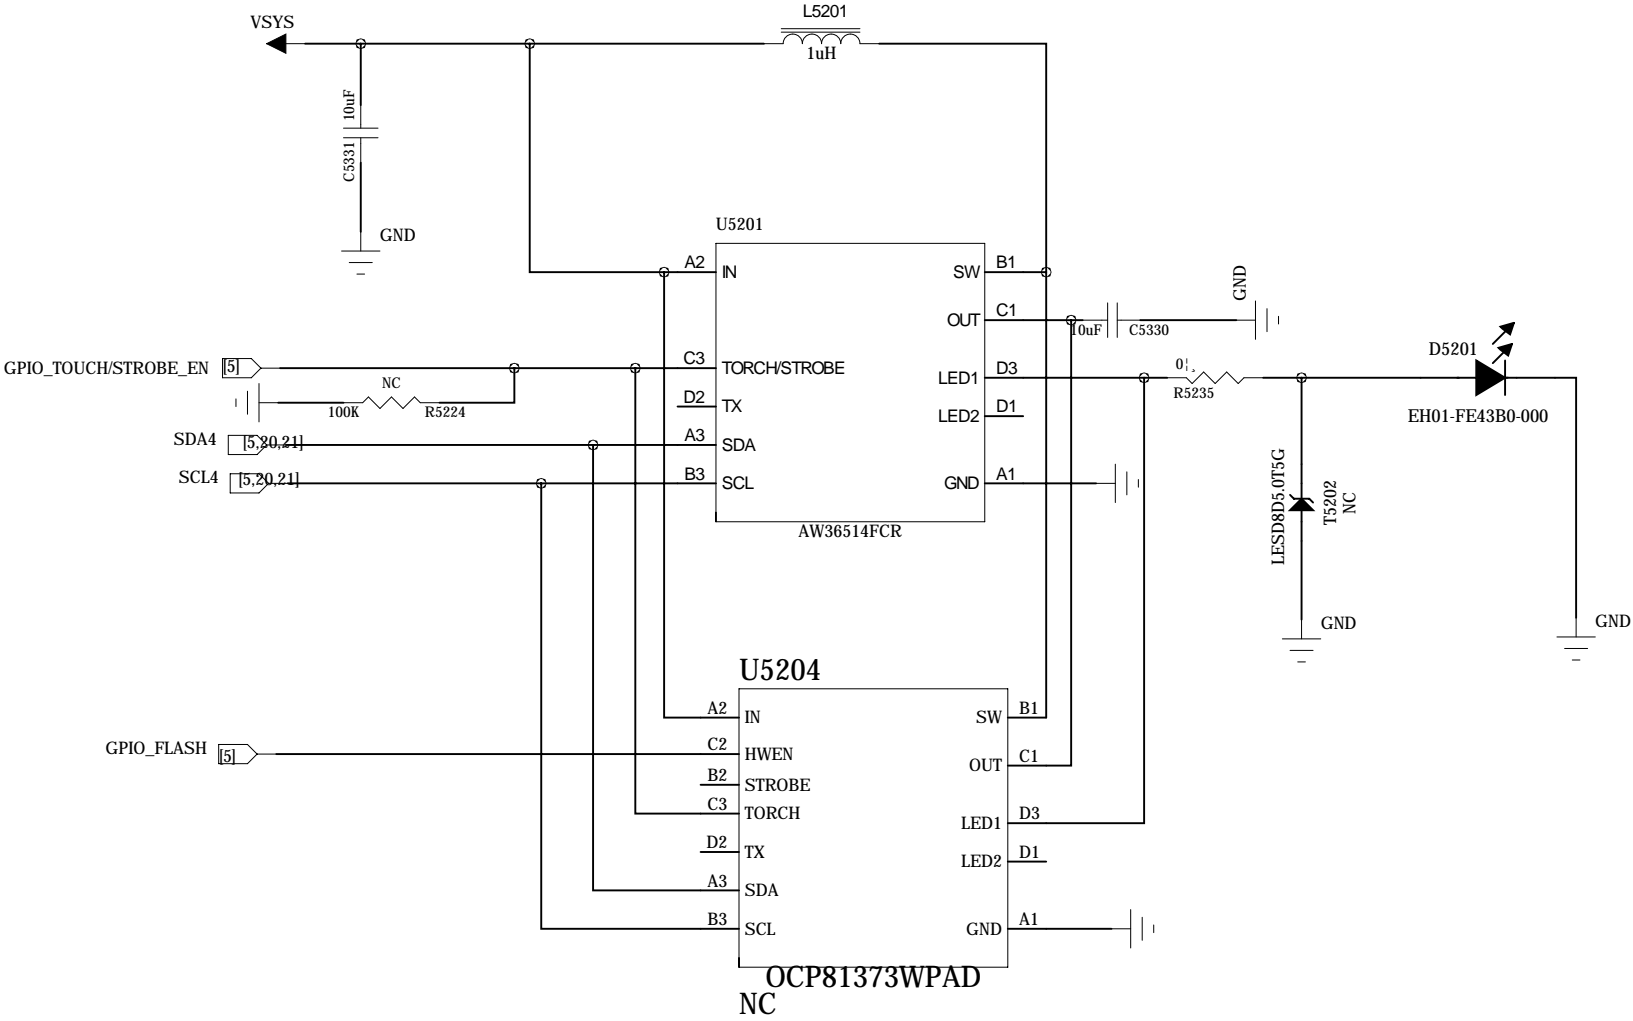 L5201
VSYS
1uH
10uF
C5331
GND
U5201
A2
IN
SW
B1
GND
OUT
C1
10uF
C5330
GPIO_TOUCH/STROBE_EN
[5]
C3
TORCH/STROBE
LED1
D3
R5235
D5201
NC
100K
R5224
D2
TX
LED2
D1
EH01-FE43B0-000
SDA4
[5,20,21]
A3
SDA
SCL4
[5,20,21]
B3
SCL
GND
A1
LESD8D5.0T5G
T5202
NC
AW36514FCR
GND
GND
U5204
A2
IN
SW
B1
GPIO_FLASH
[5]
C2
HWEN
OUT
C1
B2
STROBE
C3
TORCH
LED1
D3
D2
TX
LED2
D1
A3
SDA
B3
SCL
GND
A1
OCP81373WPAD
NC